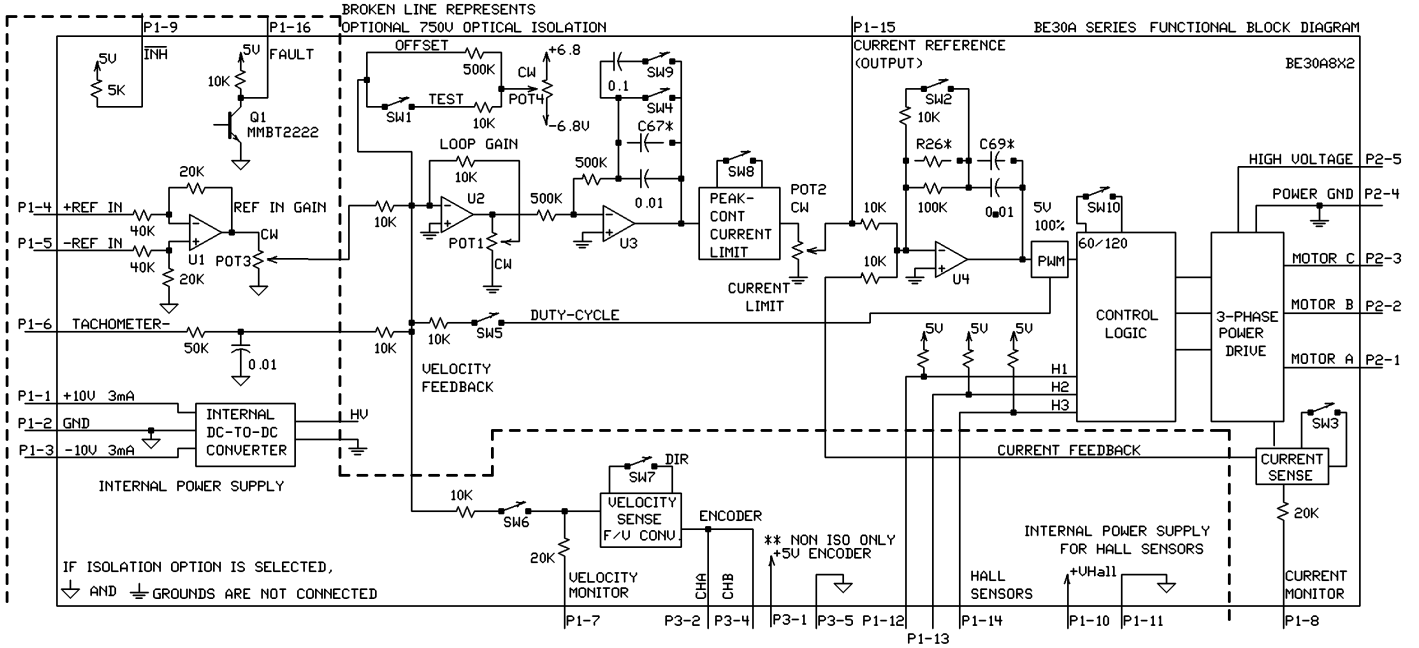 BROKEN LINE REPRESENTS
P1-9
P1-16
OPTIONAL 750V OPTICAL ISOLATION
P1-15
BE30A SERIES FUNCTIONAL BLOCK DIAGRAM
INH
5V
FAULT
OFFSET
+6.8
CURRENT REFERENCE
(OUTPUT)
BE30A8X2
5V
5K
10K
500K
CW
POT4
SW9
0.1
SW4
SW2
10K
TEST
SW1
10K
-6.8V
Q1
MMBT2222
C67*
R26*
C69*
LOOP GAIN
10K
500K
SW8
HIGH VOLTAGE
P2-5
20K
U2
0.01
POT2
CW
100K
0.01
SW10
POWER GND
P2-4
P1-4
+REF IN
40K
REF IN GAIN
10K
500K
PEAK-
CONT
CURRENT
LIMIT
10K
5V
100%
P1-5
-REF IN
40K
U1
CW
POT3
POT1
CW
U3
10K
U4
PWM
60/120
20K
MOTOR C
P2-3
CURRENT
LIMIT
MOTOR B
P2-2
P1-6
TACHOMETER-
50K
10K
10K
SW5
DUTY-CYCLE
5V
5V
5V
CONTROL
LOGIC
3-PHASE
POWER
DRIVE
0.01
VELOCITY
FEEDBACK
MOTOR A
P2-1
H1
H2
H3
P1-1
+10V 3mA
P1-2
GND
P1-3
-10V 3mA
INTERNAL
DC-TO-DC
CONVERTER
HV
SW3
CURRENT FEEDBACK
CURRENT
SENSE
INTERNAL POWER SUPPLY
DIR
SW7
10K
SW6
VELOCITY
SENSE
F/V CONV.
ENCODER
20K
20K
** NON ISO ONLY
+5V ENCODER
INTERNAL POWER SUPPLY
FOR HALL SENSORS
IF ISOLATION OPTION IS SELECTED,
AND
GROUNDS ARE NOT CONNECTED
VELOCITY
MONITOR
CHA
CHB
HALL
SENSORS
+VHall
CURRENT
MONITOR
P1-7
P3-2
P3-4
P3-1
P3-5
P1-12
P1-13
P1-14
P1-10
P1-11
P1-8